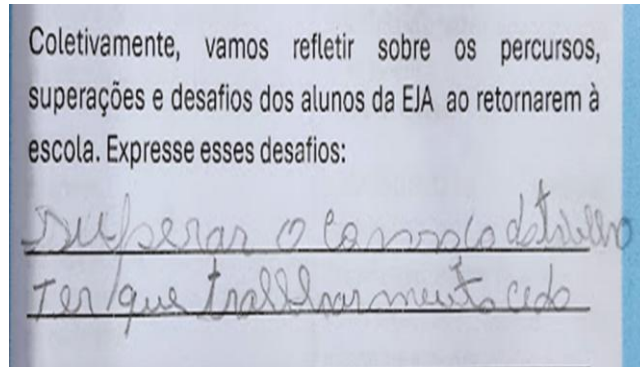 Coletivamente, vamos refletir sobre os percursos,
superações e desafios dos alunos da EJA ao retornarem à
escola. Expresse esses desafios:
Superar o
Ter que trallhar muito cedo